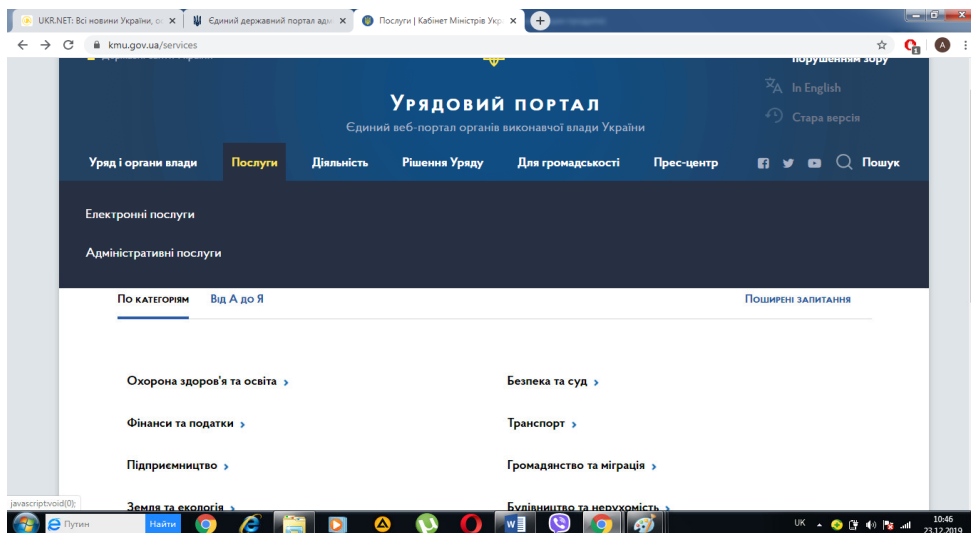 UKR.NET: Всі новини України, о
Єдиний державний портал адм
Послуги | Кабінет Міністрів Укр
kmu.gov.ua/services
порушенням зору
In English
Стара версія
Урядовий портал
Єдиний веб-портал органів виконавчої влади України
Уряд і органи влади Послуги Діяльність Рішення Уряду Для громадськості Прес-центр Пошук
Електронні послуги
Адміністративні послуги
По категоріям Від А до Я Поширені запитання
Охорона здоров'я та освіта Безпека та суд
Фінанси та податки Транспорт
Підприємництво Громадянство та міграція
Земля та екологія Будівництво та нерухомість
javascript:void(0);
Путин Найти UK 10:46
23.12.2019